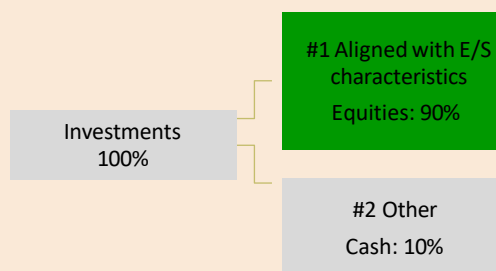 #1 Aligned with E/S
characteristics
Equities: 90%
Investments
100%
#2 Other
Cash: 10%